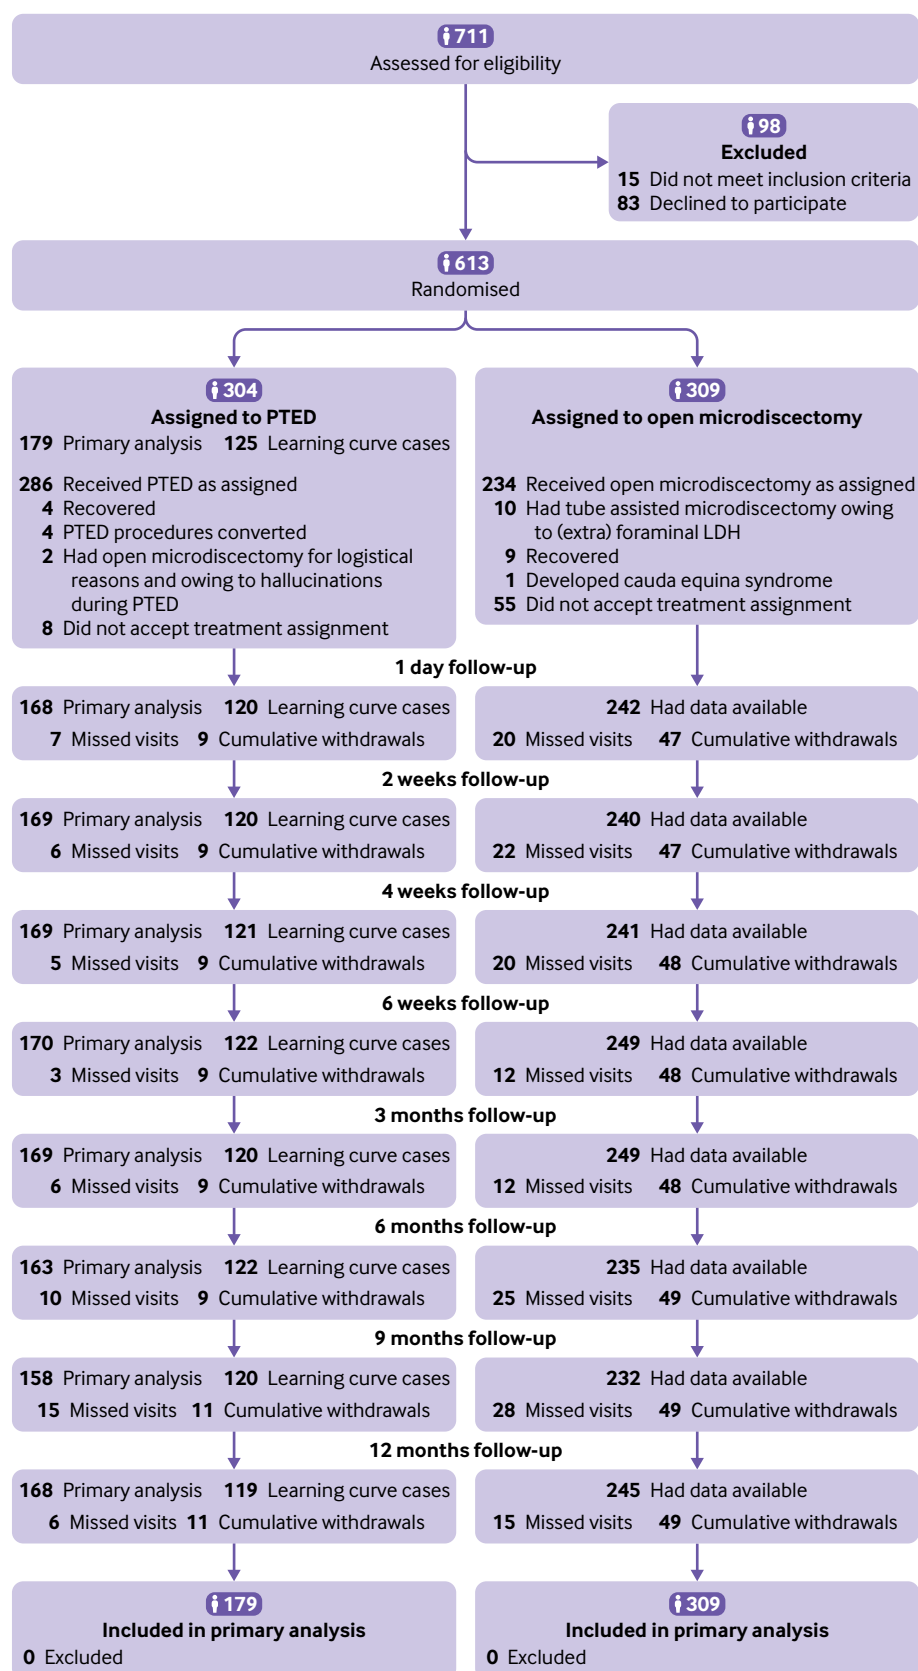 711
Assessed for eligibility
98
Excluded
15 Did not meet inclusion criteria
83 Declined to participate
613
Randomised
304
Assigned to PTED
179 Primary analysis 125 Learning curve cases
286 Received PTED as assigned
4 Recovered
4 PTED procedures converted
2 Had open microdiscectomy for logistical
reasons and owing to hallucinations
during PTED
8 Did not accept treatment assignment
309
Assigned to open microdiscectomy
234 Received open microdiscectomy as assigned
10 Had tube assisted microdiscectomy owing
to (extra) foraminal LDH
9 Recovered
1 Developed cauda equina syndrome
55 Did not accept treatment assignment
1 day follow-up
168 Primary analysis 120 Learning curve cases
7 Missed visits 9 Cumulative withdrawals
242 Had data available
20 Missed visits 47 Cumulative withdrawals
2 weeks follow-up
169 Primary analysis 120 Learning curve cases
6 Missed visits 9 Cumulative withdrawals
240 Had data available
22 Missed visits 47 Cumulative withdrawals
4 weeks follow-up
169 Primary analysis 121 Learning curve cases
5 Missed visits 9 Cumulative withdrawals
241 Had data available
20 Missed visits 48 Cumulative withdrawals
6 weeks follow-up
170 Primary analysis 122 Learning curve cases
3 Missed visits 9 Cumulative withdrawals
249 Had data available
12 Missed visits 48 Cumulative withdrawals
3 months follow-up
169 Primary analysis 120 Learning curve cases
6 Missed visits 9 Cumulative withdrawals
249 Had data available
12 Missed visits 48 Cumulative withdrawals
6 months follow-up
163 Primary analysis 122 Learning curve cases
10 Missed visits 9 Cumulative withdrawals
235 Had data available
25 Missed visits 49 Cumulative withdrawals
9 months follow-up
158 Primary analysis 120 Learning curve cases
15 Missed visits 11 Cumulative withdrawals
232 Had data available
28 Missed visits 49 Cumulative withdrawals
12 months follow-up
168 Primary analysis 119 Learning curve cases
6 Missed visits 11 Cumulative withdrawals
245 Had data available
15 Missed visits 49 Cumulative withdrawals
179
Included in primary analysis
0 Excluded
309
Included in primary analysis
0 Excluded